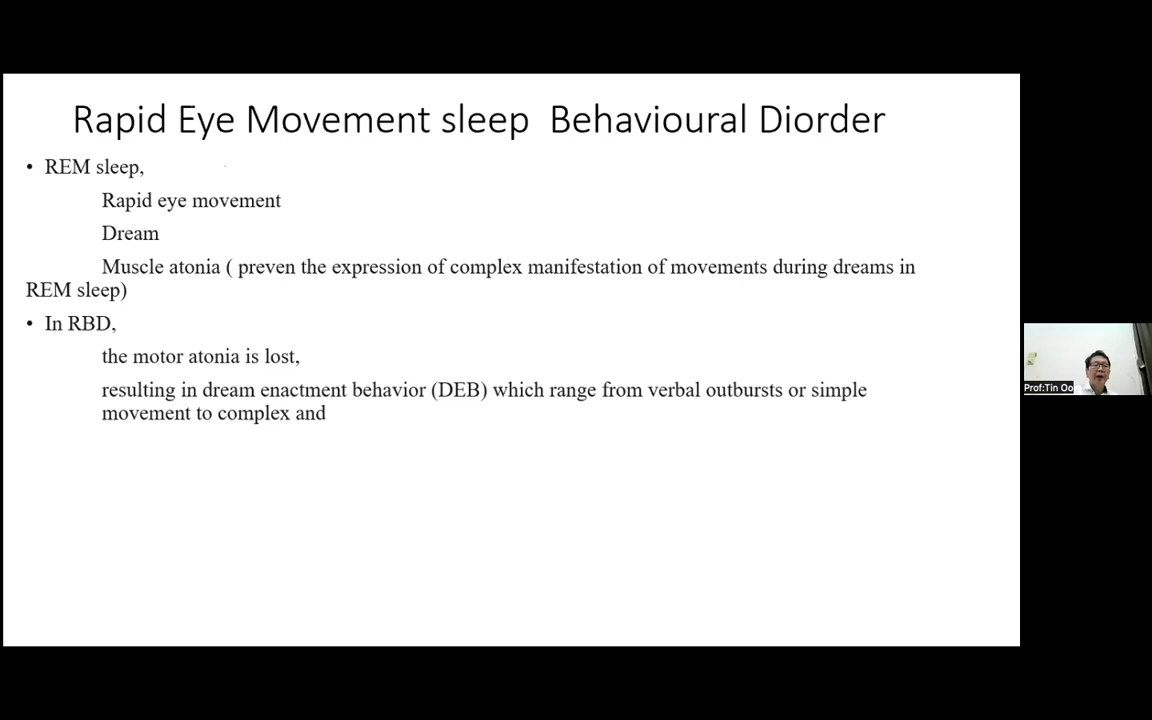 Rapid Eye Movement sleep Behavioural Diorder
• REM sleep,
Rapid eye movement
Dream
Muscle atonia ( preven the expression of complex manifestation of movements during dreams in
REM sleep)
• In RBD,
the motor atonia is lost,
resulting in dream enactment behavior (DEB) which range from verbal outbursts or simple
movement to complex and
Prof:Tin Oo